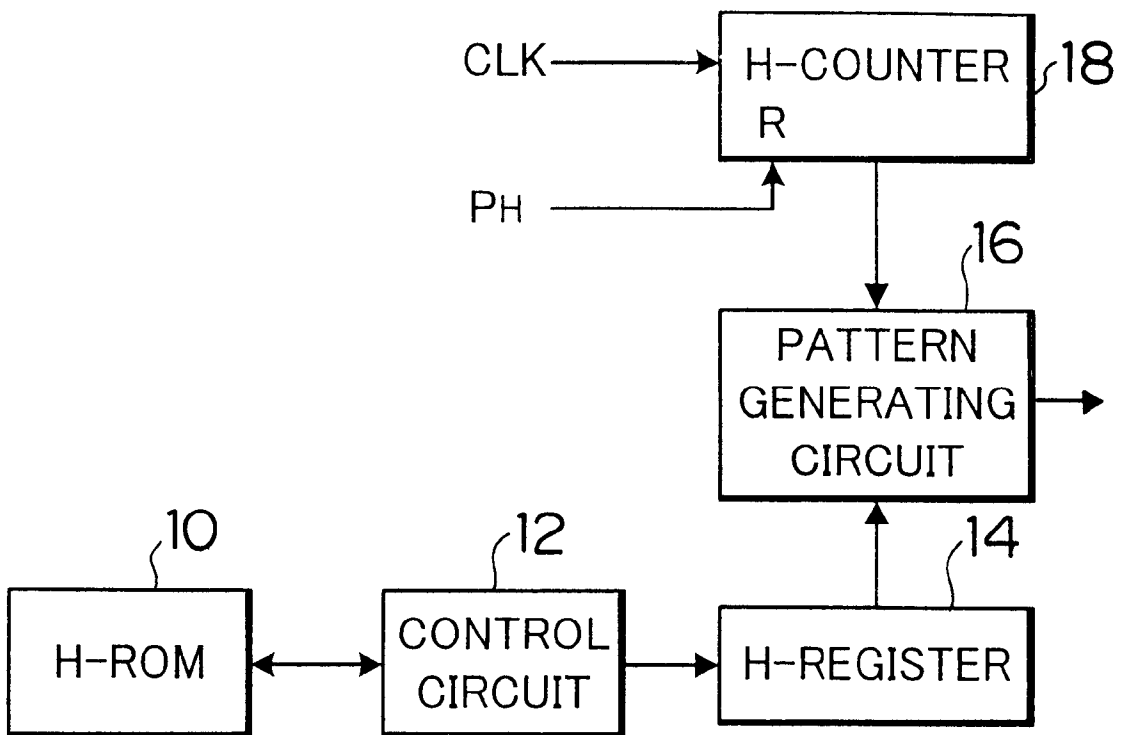 CLK
H-COUNTER
R
18
PH
16
PATTERN
GENERATING
CIRCUIT
10
12
14
H-ROM
CONTROL
CIRCUIT
H-REGISTER